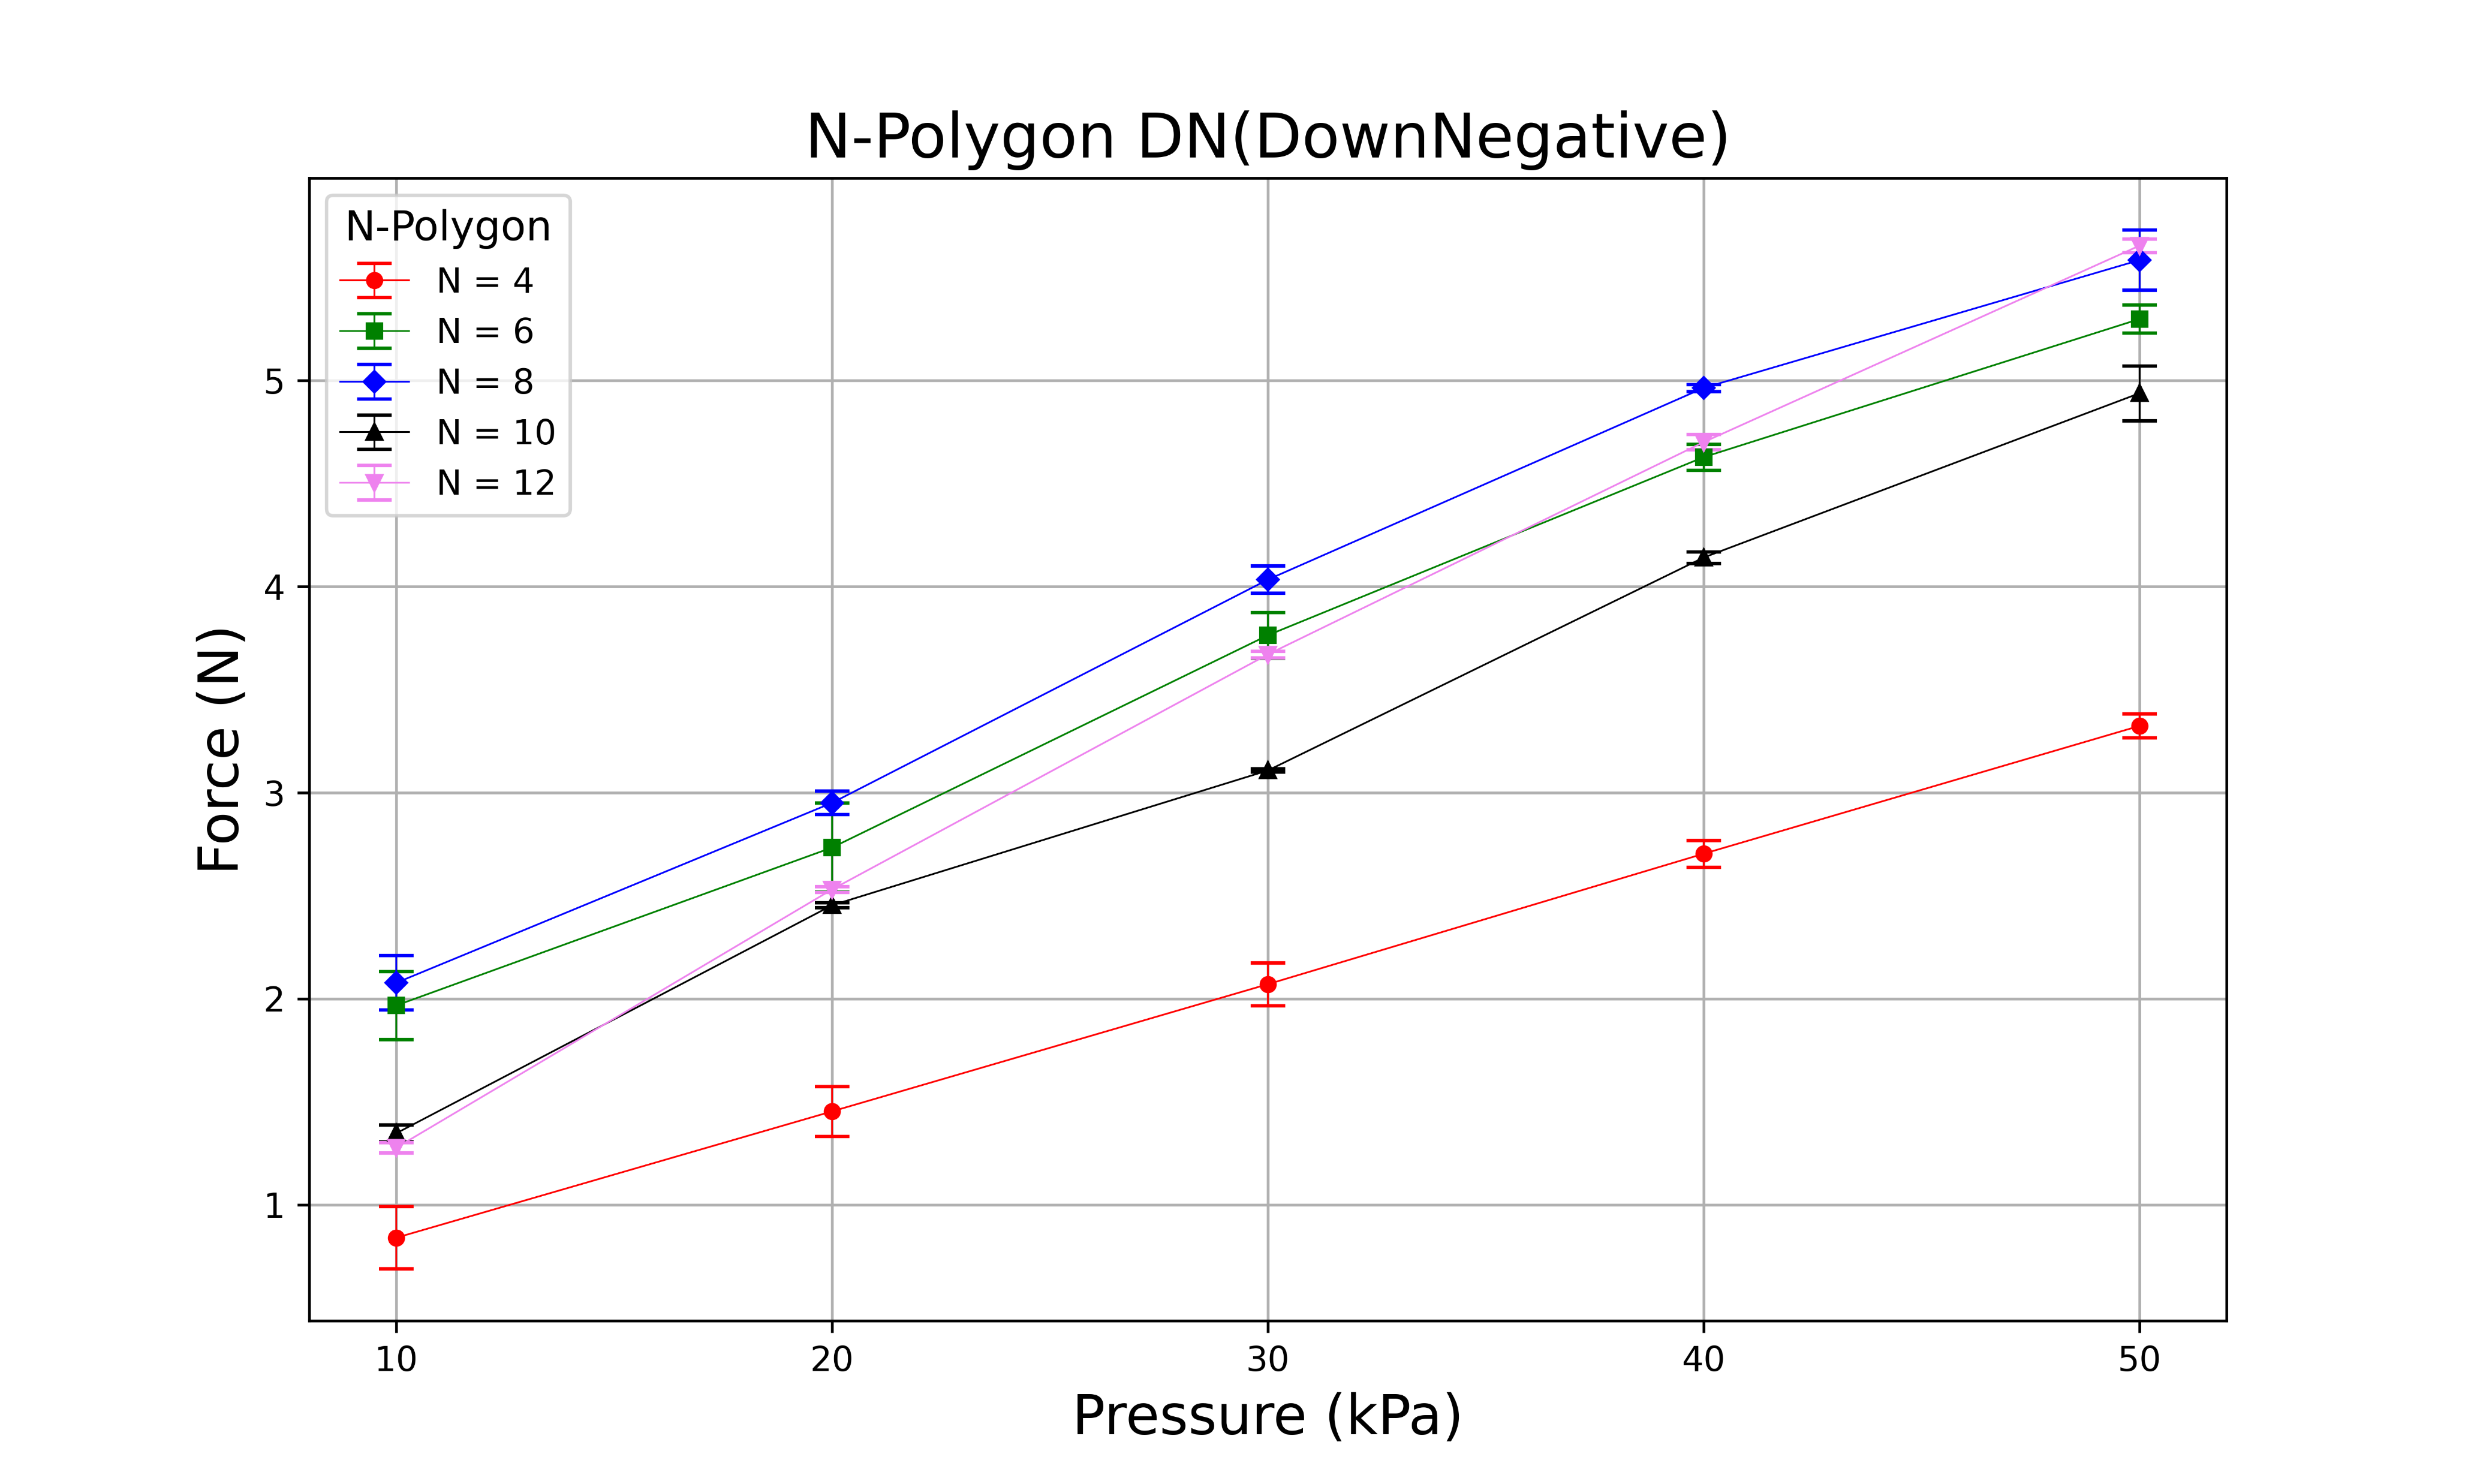 N-Polygon DN(DownNegative)
N-Polygon
N = 4
N = 6
N = 8
N = 10
N = 12
5
4
3
2
1
Force (N)
10 20 30 40 50
Pressure (kPa)